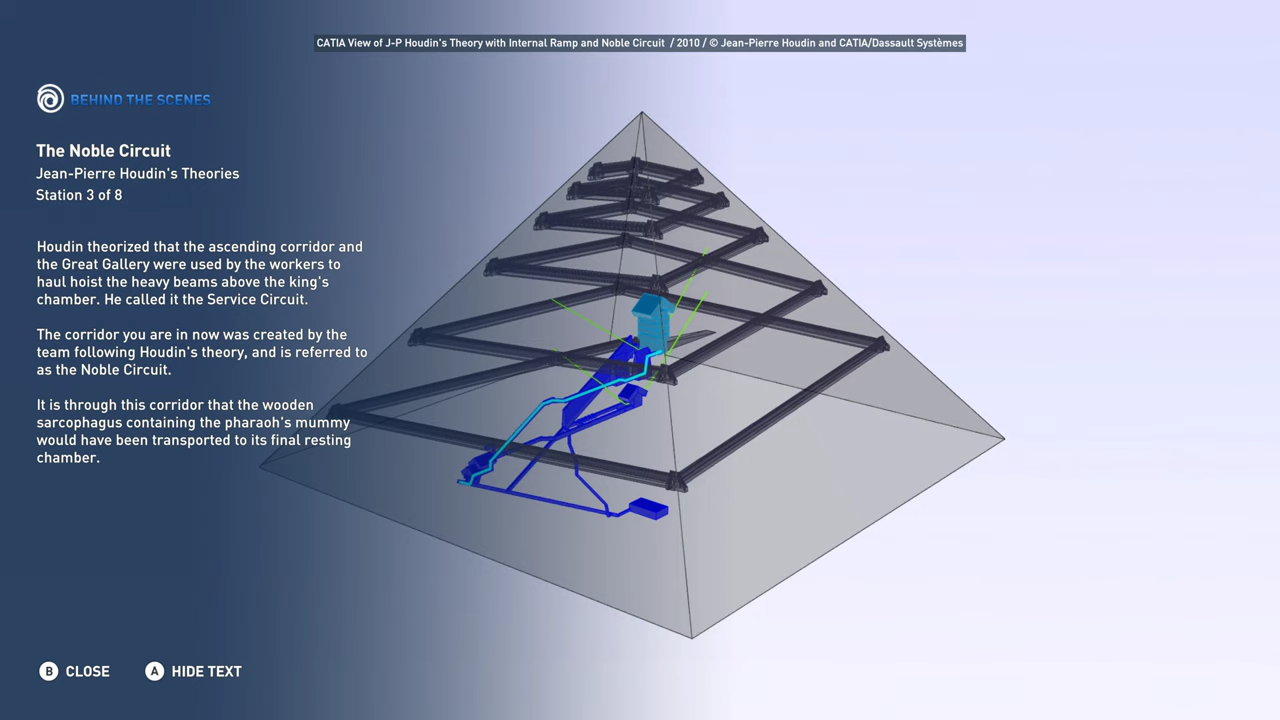 CATIA View of J-P Houdin's Theory with Internal Ramp and Noble Circuit / 2010 / © Jean-Pierre Houdin and CATIA/Dassault Systèmes
BEHIND THE SCENES
The Noble Circuit
Jean-Pierre Houdin's Theories
Station 3 of 8
Houdin theorized that the ascending corridor and
the Great Gallery were used by the workers to
haul hoist the heavy beams above the king's
chamber. He called it the Service Circuit.
The corridor you are in now was created by the
team following Houdin's theory, and is referred to
as the Noble Circuit.
It is through this corridor that the wooden
sarcophagus containing the pharaoh's mummy
would have been transported to its final resting
chamber.
B CLOSE A HIDE TEXT